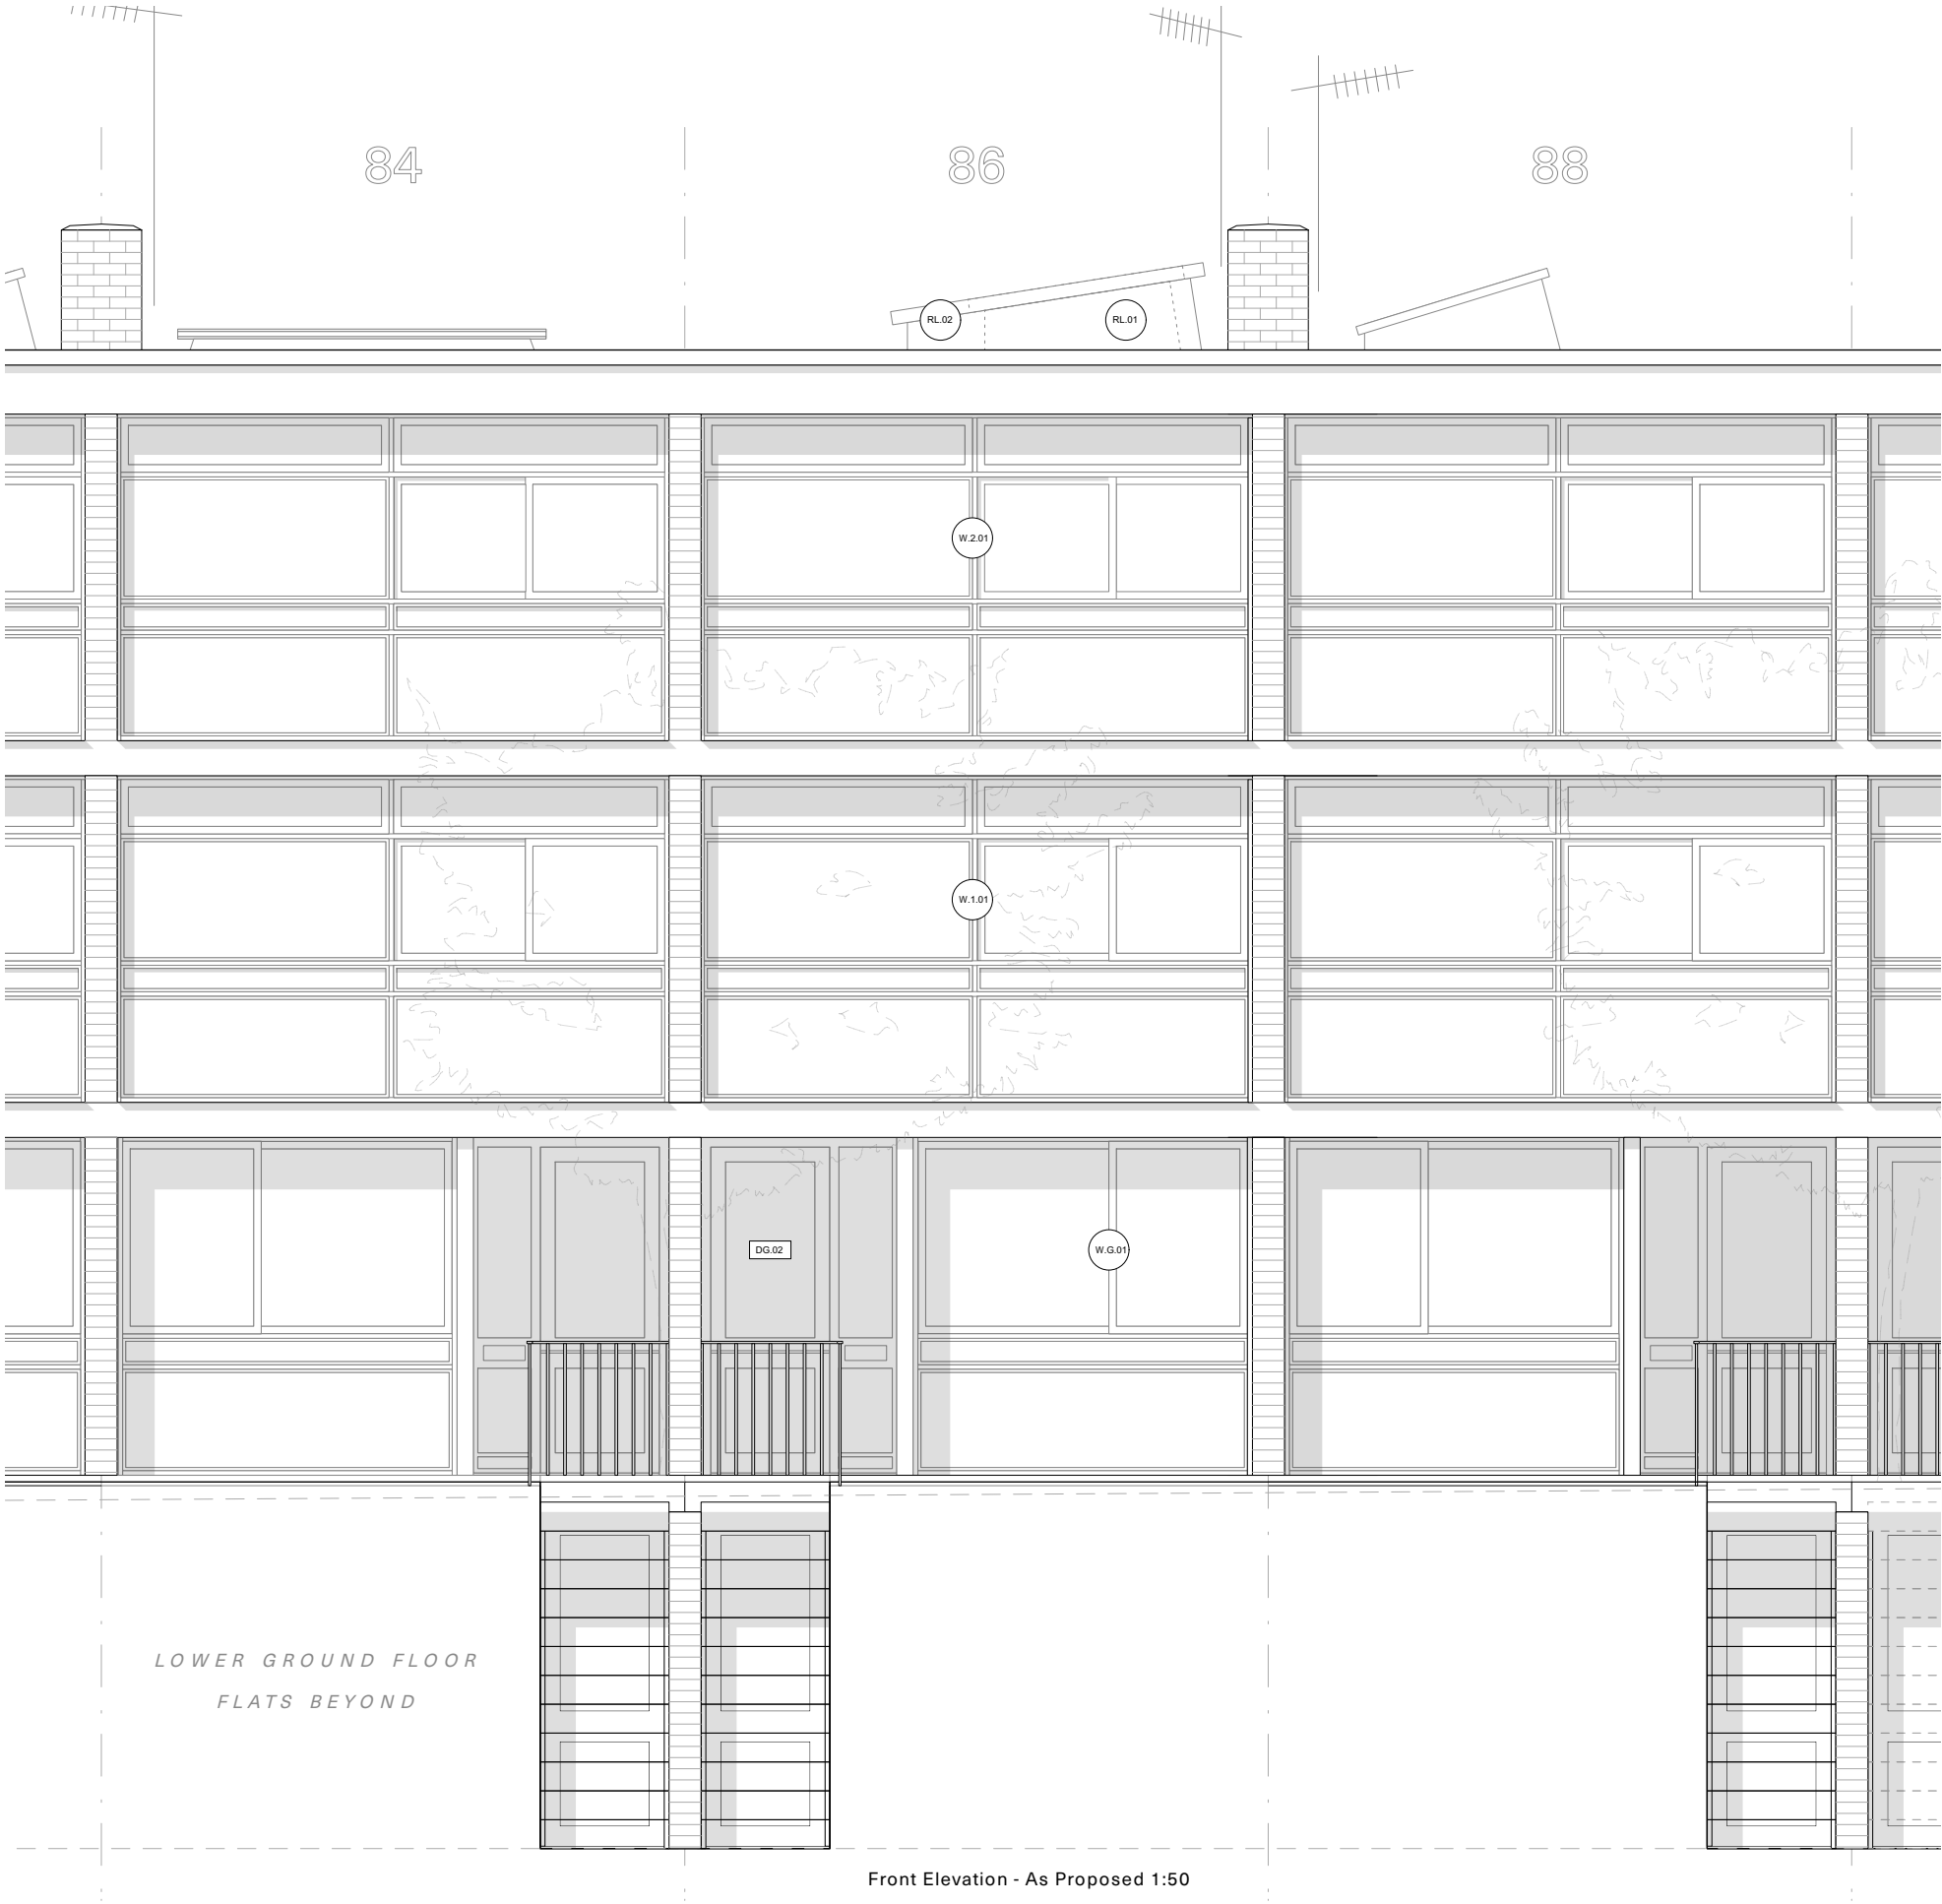 84
86
88
RL.02
RL.01
W.2.01
W.1.01
DG.02
W.G.01
LOWER GROUND FLOOR
FLATS BEYOND
Front Elevation - As Proposed 1:50